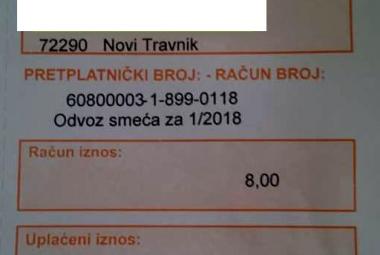 72290 Novi Travnik
PRETPLATNIČKI BROJ: - RAČUN BROJ:
60800003-1-899-0118
Odvoz smeća za 1/2018
Račun iznos:
8,00
Uplaćeni iznos: